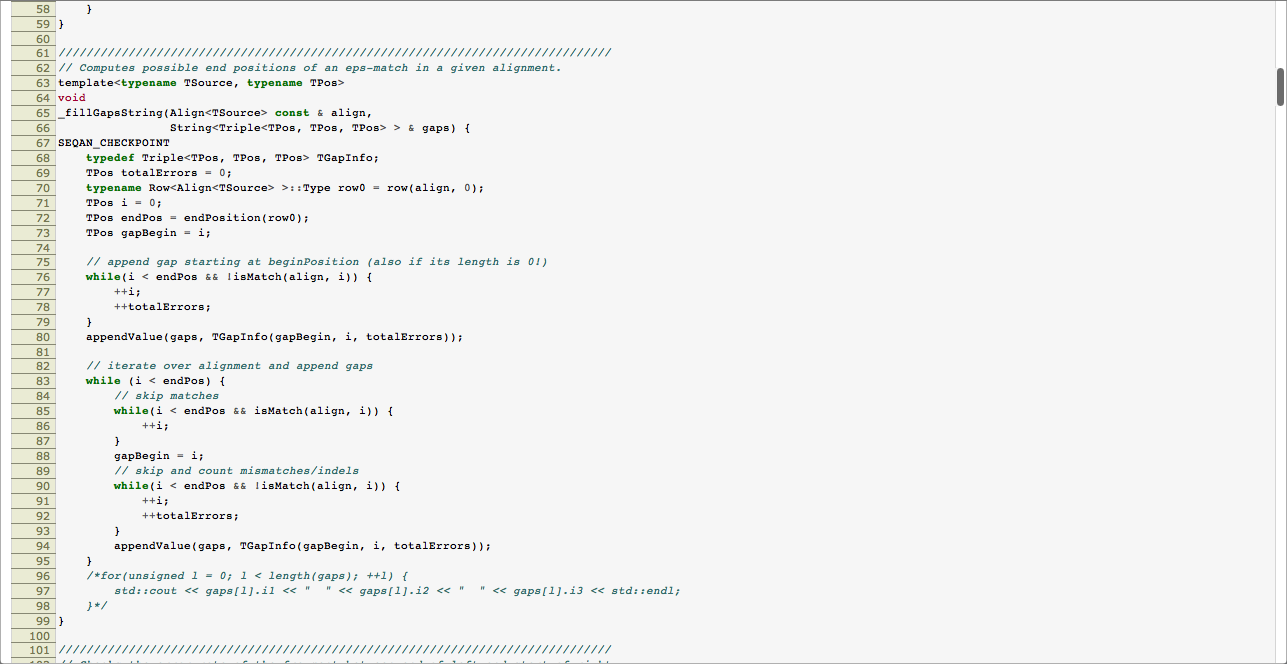 58     }
59 }
60
61 ///////////////////////////////////////////////////////////////////////////////
62 // Computes possible end positions of an eps-match in a given alignment.
63 template<typename TSource, typename TPos>
64 void
65 _fillGapsString(Align<TSource> const & align,
66                 String<Triple<TPos, TPos, TPos> > & gaps) {
67 SEQAN_CHECKPOINT
68     typedef Triple<TPos, TPos, TPos> TGapInfo;
69     TPos totalErrors = 0;
70     typename Row<Align<TSource> >::Type row0 = row(align, 0);
71     TPos i = 0;
72     TPos endPos = endPosition(row0);
73     TPos gapBegin = i;
74
75     // append gap starting at beginPosition (also if its length is 0!)
76     while(i < endPos && !isMatch(align, i)) {
77         ++i;
78         ++totalErrors;
79     }
80     appendValue(gaps, TGapInfo(gapBegin, i, totalErrors));
81
82     // iterate over alignment and append gaps
83     while (i < endPos) {
84         // skip matches
85         while(i < endPos && isMatch(align, i)) {
86             ++i;
87         }
88         gapBegin = i;
89         // skip and count mismatches/indels
90         while(i < endPos && !isMatch(align, i)) {
91             ++i;
92             ++totalErrors;
93         }
94         appendValue(gaps, TGapInfo(gapBegin, i, totalErrors));
95     }
96     /*for(unsigned l = 0; l < length(gaps); ++l) {
97         std::cout << gaps[l].i1 << "  " << gaps[l].i2 << "  " << gaps[l].i3 << std::endl;
98     }*/
99 }
100
101 ///////////////////////////////////////////////////////////////////////////////